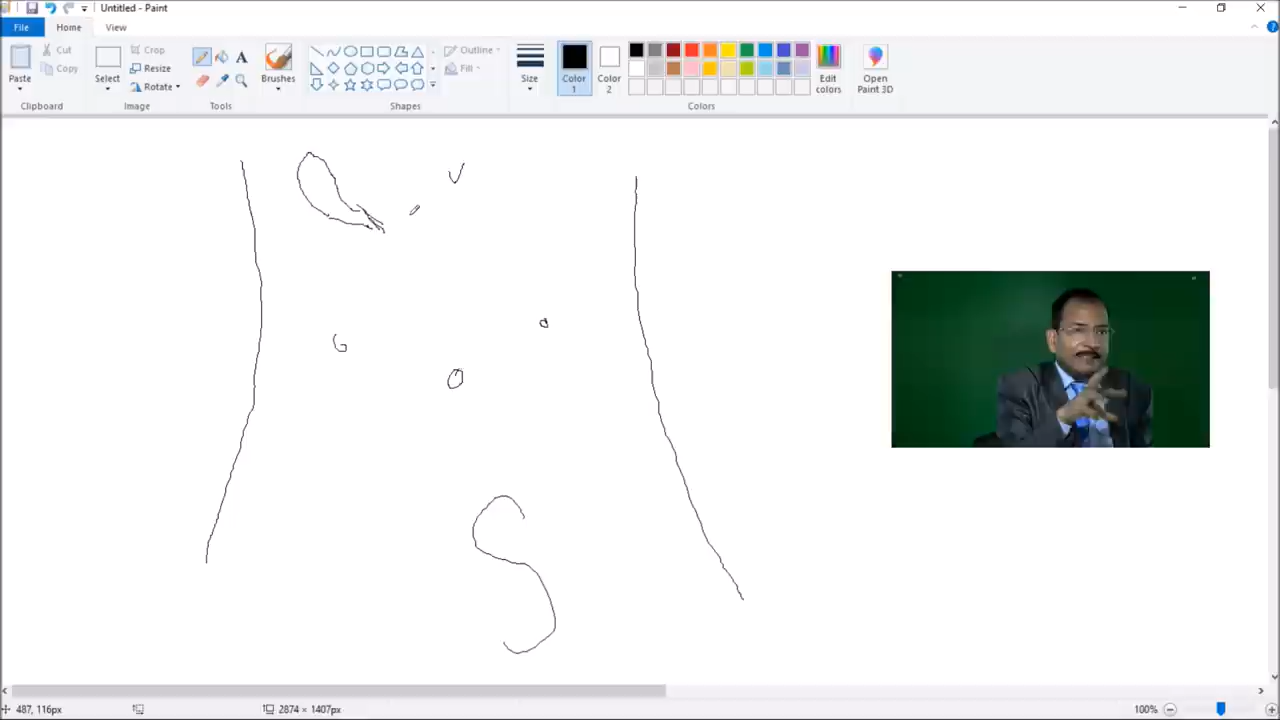 Untitled - Paint
File
Home
View
Paste
Cut
Copy
Clipboard
Select
Crop
Resize
Rotate
Image
Tools
Brushes
Shapes
Outline
Fill
Size
Color 1
Color 2
Edit colors
Colors
Open Paint 3D
487, 116px
2874 × 1407px
100%